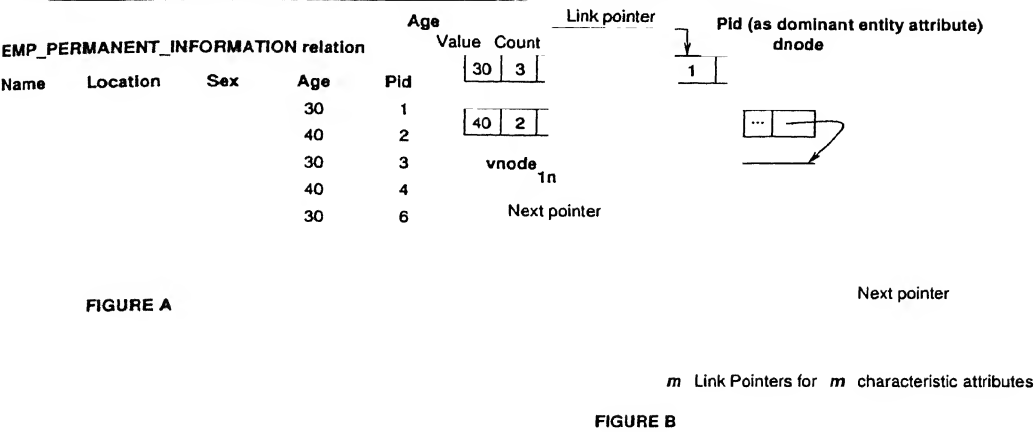 Age
Link pointer
Pid (as dominant entity attribute)
EMP_PERMANENT_INFORMATION relation
Value Count
dnode
30 3
1
Name Location Sex Age Pid
30 1
40 2
30 3
40 4
30 6
40 2
...
vnode 1n
Next pointer
Next pointer
FIGURE A
m Link Pointers for m characteristic attributes
FIGURE B